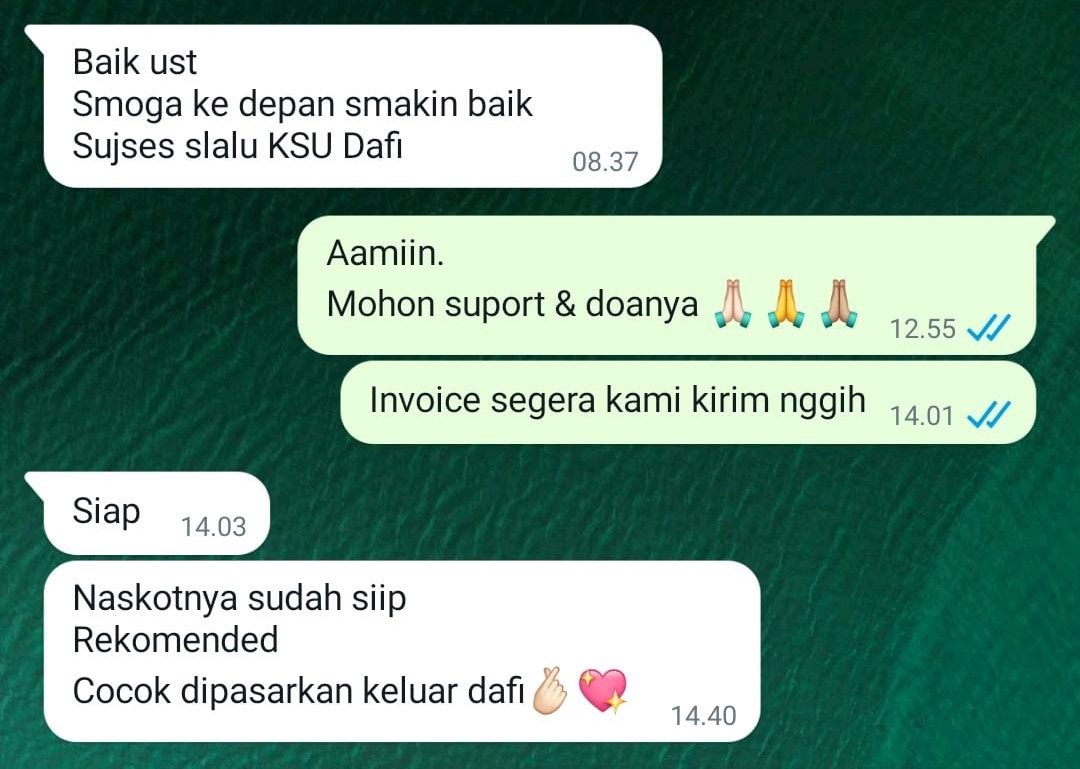 Baik ust
Smoga ke depan smakin baik
Sujses slalu KSU Dafi
08.37
Aamiin.
Mohon suport & doanya 🙏🏻 🙏 🙏🏽
12.55
Invoice segera kami kirim nggih
14.01
Siap
14.03
Naskotnya sudah siip
Rekomended
Cocok dipasarkan keluar dafi🫰🏻💖
14.40